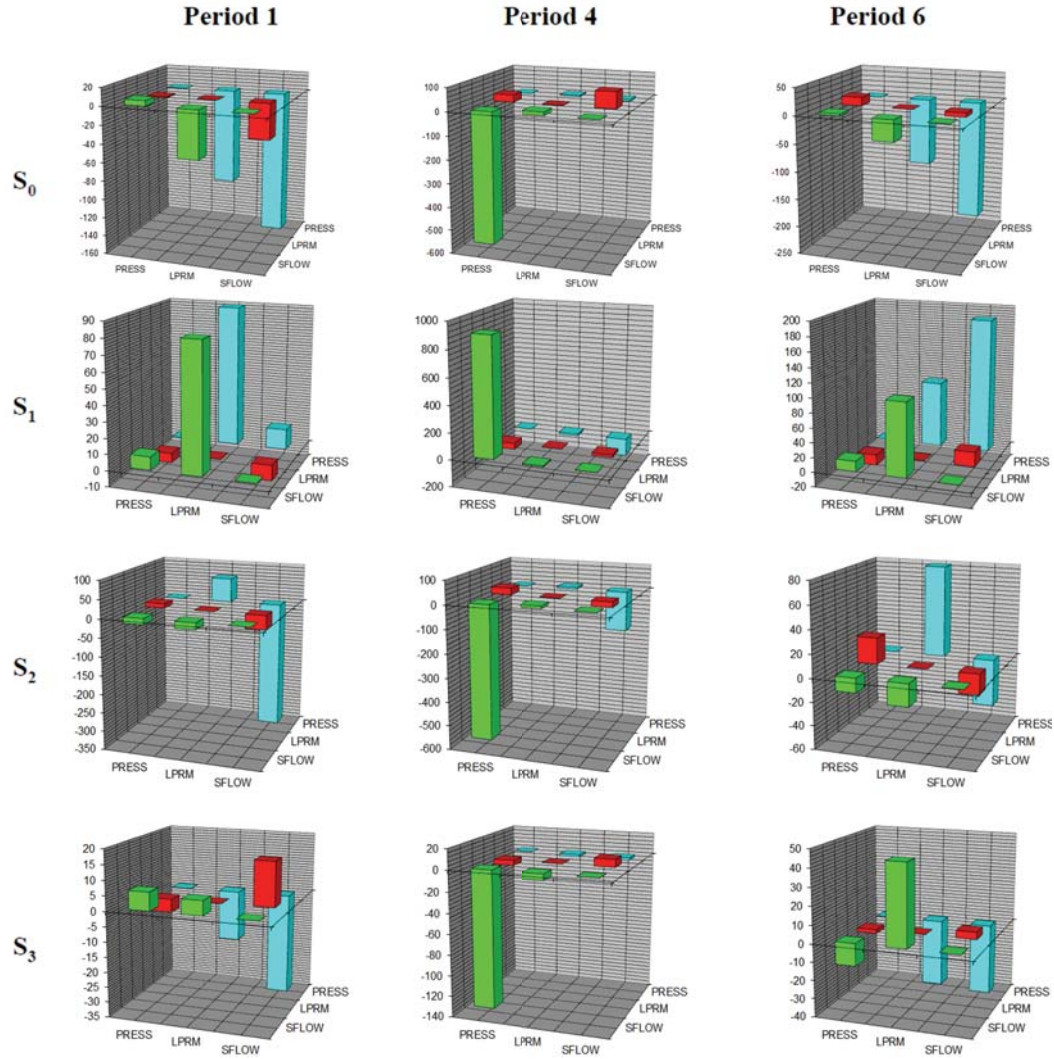 Period 1 Period 4 Period 6
S0
20
0
-20
-40
-60
-80
-100
-120
-140
-160
PRESS
LPRM
SFLOW
PRESS
LPRM
SFLOW
100
0
-100
-200
-300
-400
-500
-600
PRESS
LPRM
SFLOW
PRESS
LPRM
SFLOW
50
0
-50
-100
-150
-200
-250
PRESS
LPRM
SFLOW
PRESS
LPRM
SFLOW
S1
90
80
70
60
50
40
30
20
10
0
-10
PRESS
LPRM
SFLOW
PRESS
LPRM
SFLOW
1000
800
600
400
200
0
-200
PRESS
LPRM
SFLOW
PRESS
LPRM
SFLOW
200
180
160
140
120
100
80
60
40
20
0
-20
PRESS
LPRM
SFLOW
PRESS
LPRM
SFLOW
S2
100
50
0
-50
-100
-150
-200
-250
-300
-350
PRESS
LPRM
SFLOW
PRESS
LPRM
SFLOW
100
0
-100
-200
-300
-400
-500
-600
PRESS
LPRM
SFLOW
PRESS
LPRM
SFLOW
80
60
40
20
0
-20
-40
-60
PRESS
LPRM
SFLOW
PRESS
LPRM
SFLOW
S3
20
15
10
5
0
-5
-10
-15
-20
-25
-30
-35
PRESS
LPRM
SFLOW
PRESS
LPRM
SFLOW
20
0
-20
-40
-60
-80
-100
-120
-140
PRESS
LPRM
SFLOW
PRESS
LPRM
SFLOW
50
40
30
20
10
0
-10
-20
-30
-40
PRESS
LPRM
SFLOW
PRESS
LPRM
SFLOW